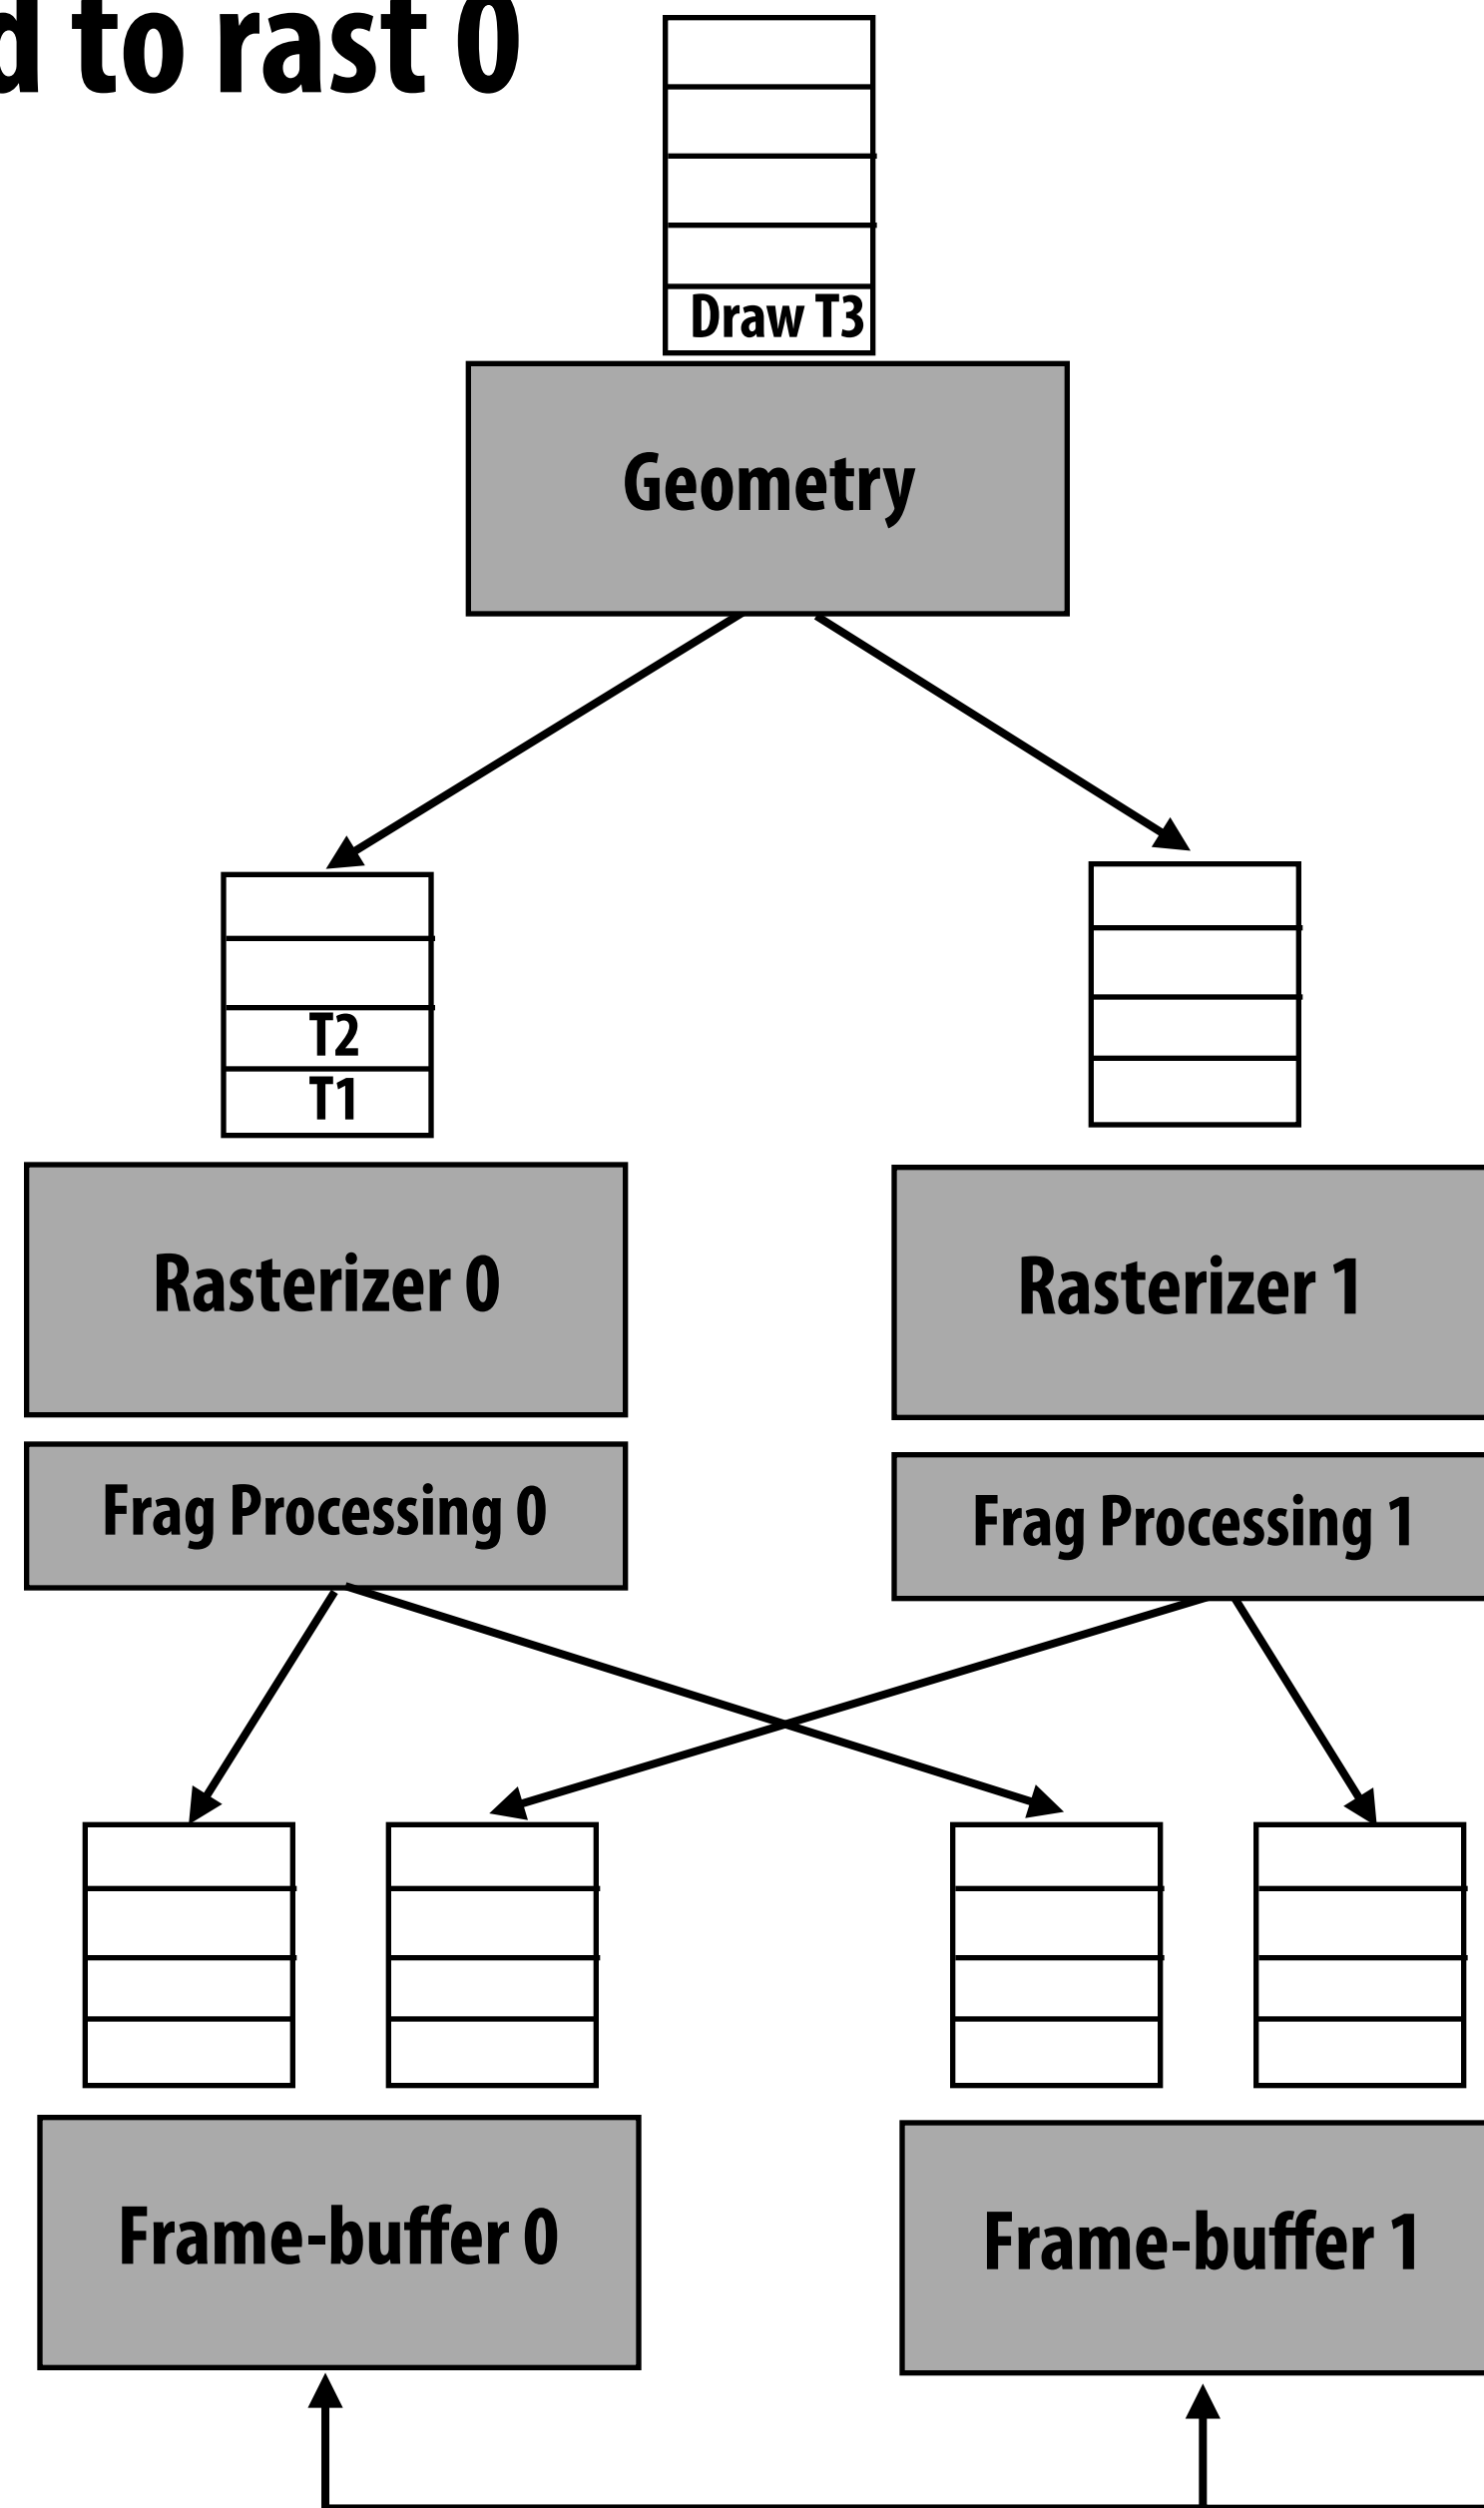 d to rast 0
Draw T3
Geometry
T2
T1
Rasterizer 0
Rasterizer 1
Frag Processing 0
Frag Processing 1
Frame-buffer 0
Frame-buffer 1